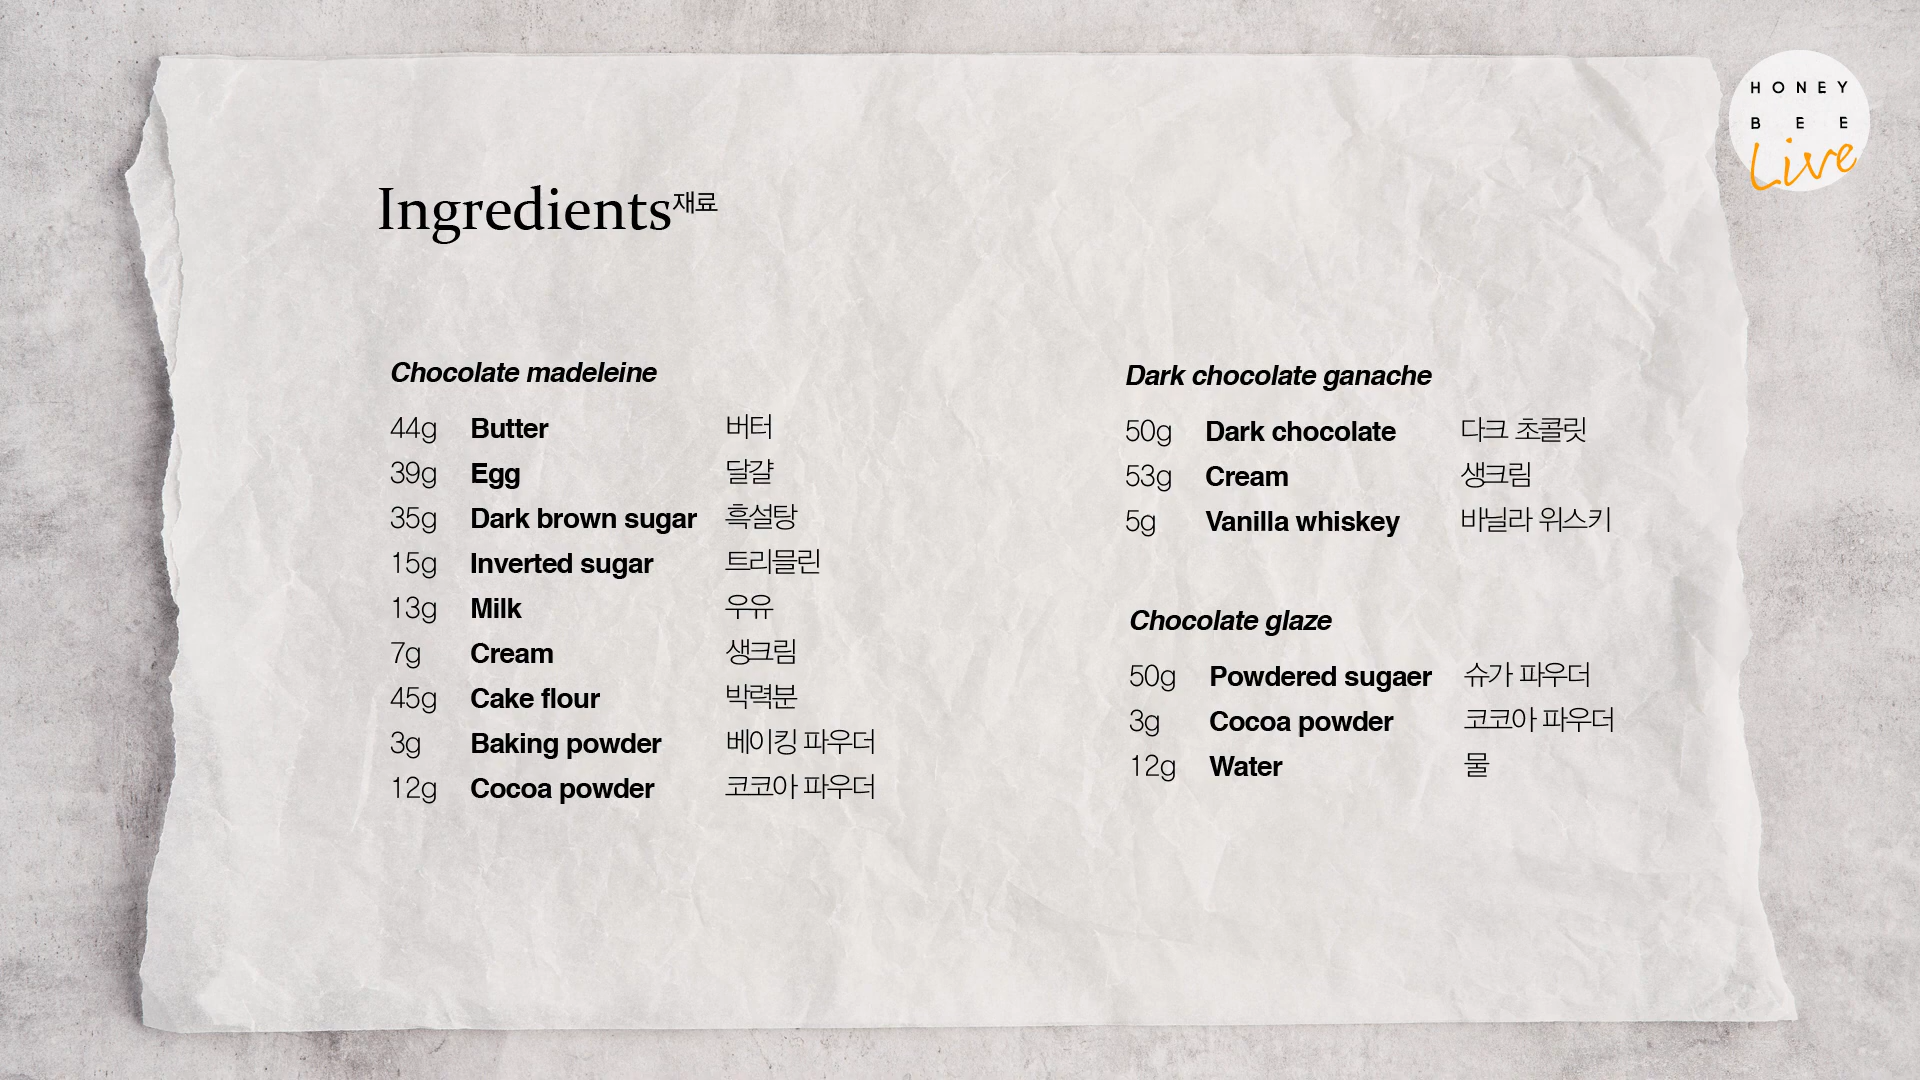 HONEY
BEE
Live
Ingredients재료
Chocolate madeleine
44g Butter 버터
39g Egg 달걀
35g Dark brown sugar 흑설탕
15g Inverted sugar 트리믈린
13g Milk 우유
7g Cream 생크림
45g Cake flour 박력분
3g Baking powder 베이킹 파우더
12g Cocoa powder 코코아 파우더
Dark chocolate ganache
50g Dark chocolate 다크 초콜릿
53g Cream 생크림
5g Vanilla whiskey 바닐라 위스키
Chocolate glaze
50g Powdered sugaer 슈가 파우더
3g Cocoa powder 코코아 파우더
12g Water 물